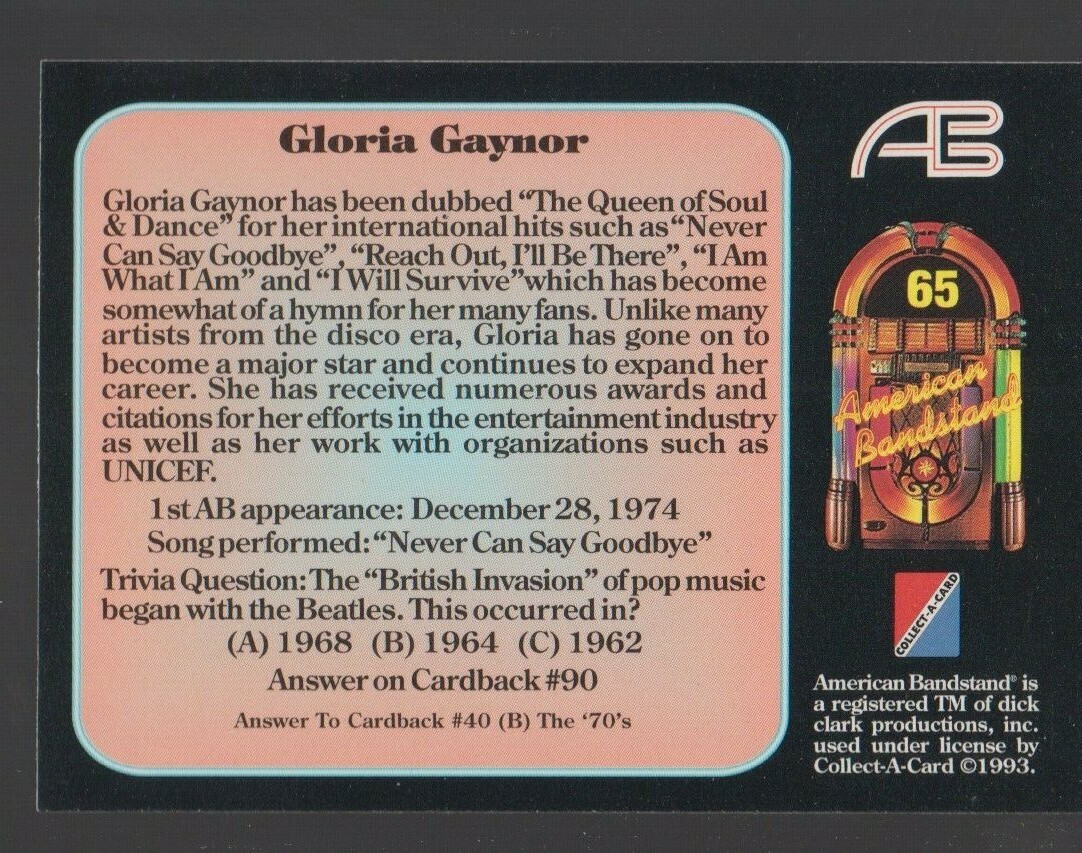 Gloria Gaynor
Gloria Gaynor has been dubbed “The Queen of Soul
& Dance” for her international hits such as “Never
Can Say Goodbye”, “Reach Out, I’ll Be There”, “I Am
What I Am” and “I Will Survive” which has become
somewhat of a hymn for her many fans. Unlike many
artists from the disco era, Gloria has gone on to
become a major star and continues to expand her
career. She has received numerous awards and
citations for her efforts in the entertainment industry
as well as her work with organizations such as
UNICEF.
1st AB appearance: December 28, 1974
Song performed: “Never Can Say Goodbye”
Trivia Question: The “British Invasion” of pop music
began with the Beatles. This occurred in?
(A) 1968 (B) 1964 (C) 1962
Answer on Cardback #90
Answer To Cardback #40 (B) The ‘70’s
AB
65
American
Bandstand
COLLECT-A-CARD
American Bandstand® is
a registered TM of dick
clark productions, inc.
used under license by
Collect-A-Card ©1993.